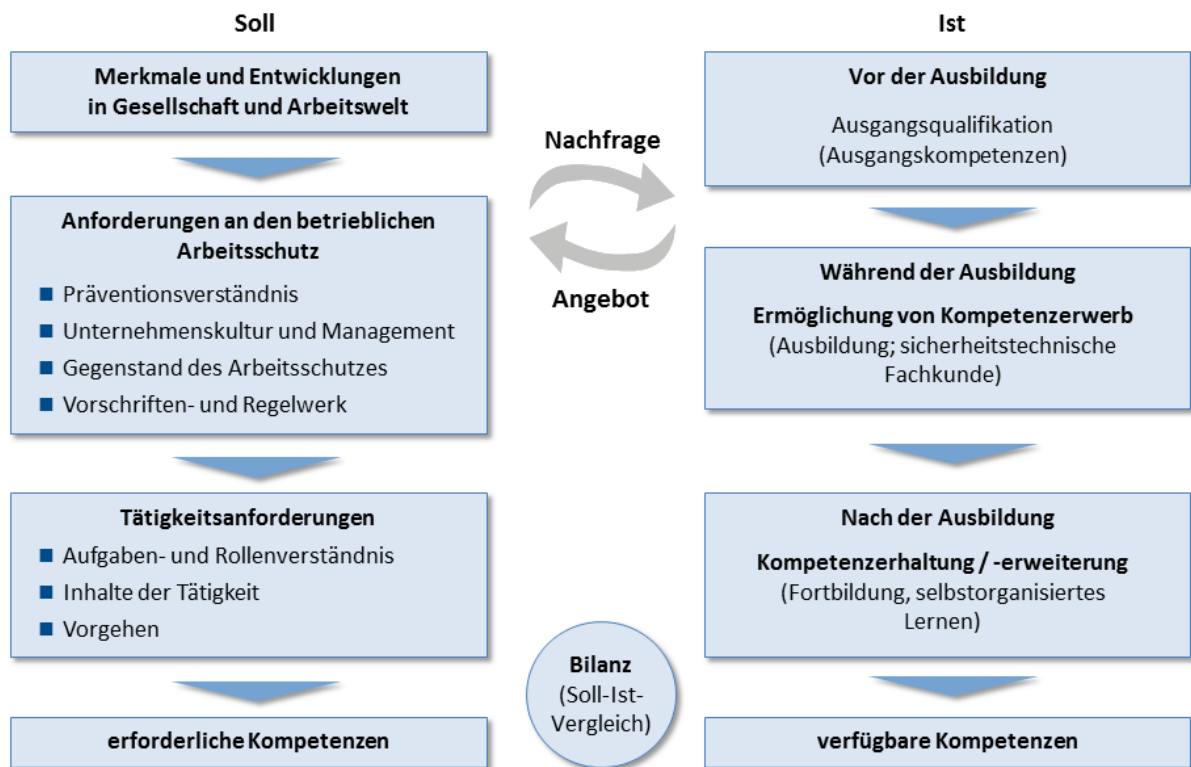 Soll
Merkmale und Entwicklungen
in Gesellschaft und Arbeitswelt
Anforderungen an den betrieblichen
Arbeitsschutz
Präventionsverständnis
Unternehmenskultur und Management
Gegenstand des Arbeitsschutzes
Vorschriften- und Regelwerk
Tätigkeitsanforderungen
Aufgaben- und Rollenverständnis
Inhalte der Tätigkeit
Vorgehen
erforderliche Kompetenzen
Nachfrage
Angebot
Bilanz
(Soll-Ist-
Vergleich)
Ist
Vor der Ausbildung
Ausgangsqualifikation
(Ausgangskompetenzen)
Während der Ausbildung
Ermöglichung von Kompetenzerwerb
(Ausbildung; sicherheitstechnische
Fachkunde)
Nach der Ausbildung
Kompetenzerhaltung / -erweiterung
(Fortbildung, selbstorganisiertes
Lernen)
verfügbare Kompetenzen